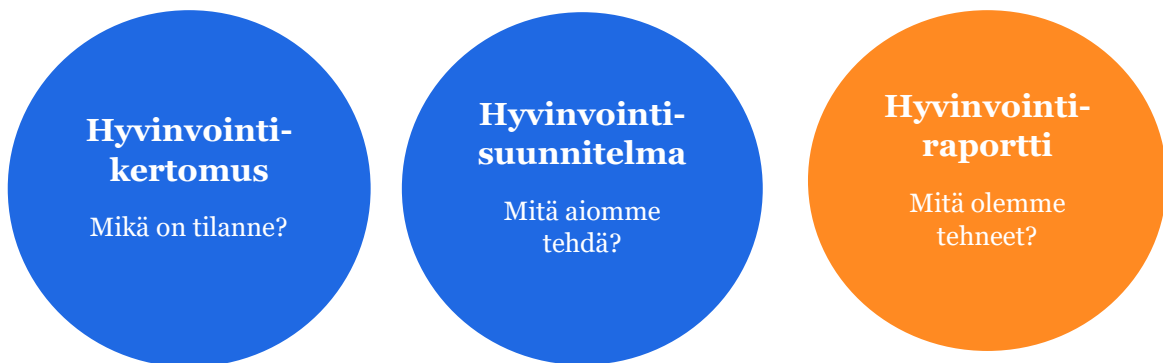 Hyvinvointi-
kertomus
Mikä on tilanne?
Hyvinvointi-
suunnitelma
Mitä aiomme
tehdä?
Hyvinvointi-
raportti
Mitä olemme
tehneet?